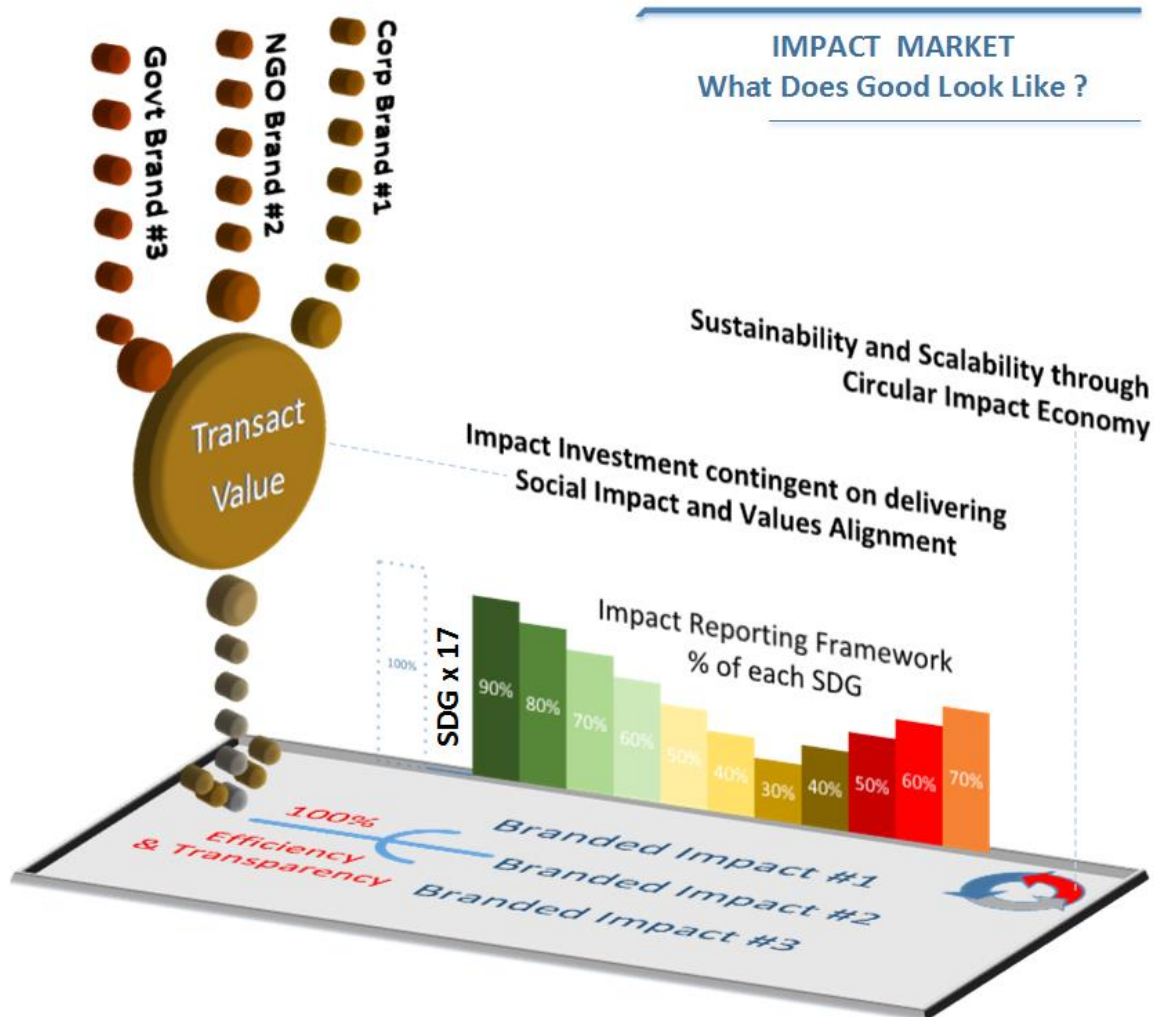 IMPACT MARKET
What Does Good Look Like ?
Govt Brand #3
NGO Brand #2
Corp Brand #1
Transact
Value
Sustainability and Scalability through
Circular Impact Economy
Impact Investment contingent on delivering
Social Impact and Values Alignment
Impact Reporting Framework
% of each SDG
100%
SDG x 17
90%
80%
70%
60%
50%
40%
30%
40%
50%
60%
70%
100%
Efficiency
& Transparency
Branded Impact #1
Branded Impact #2
Branded Impact #3